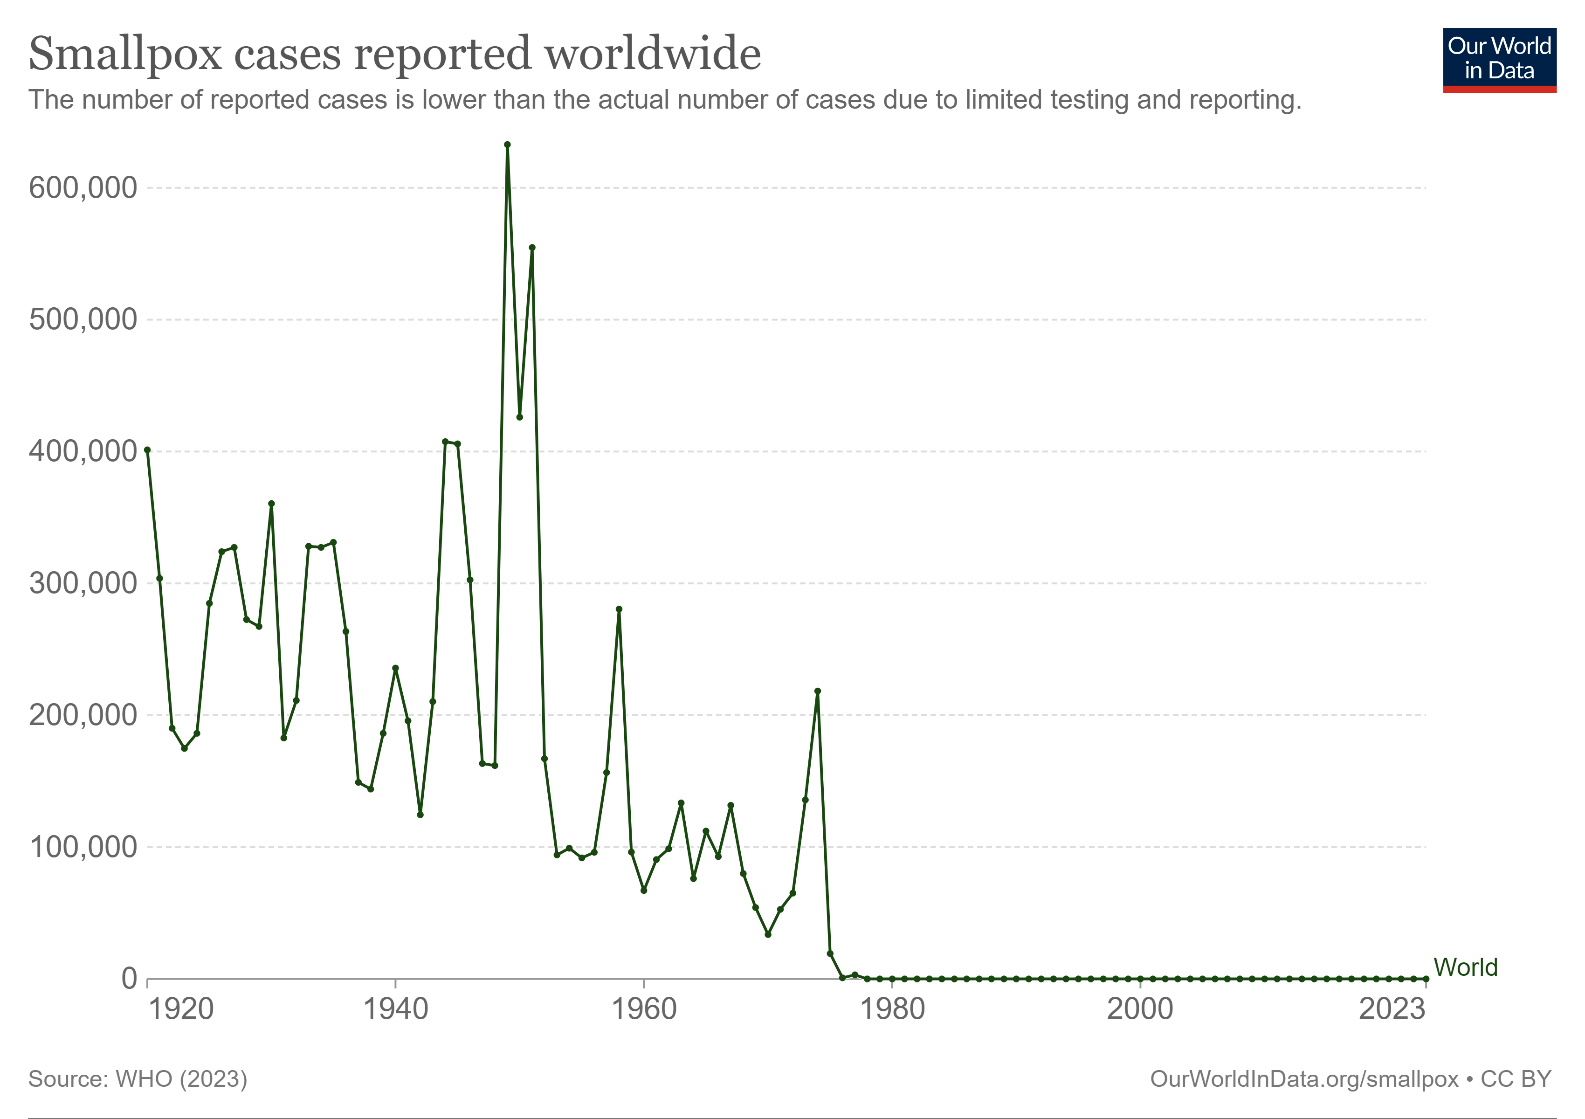 Smallpox cases reported worldwide
Our World
in Data
The number of reported cases is lower than the actual number of cases due to limited testing and reporting.
600,000
500,000
400,000
300,000
200,000
100,000
0
World
1920 1940 1960 1980 2000 2023
Source: WHO (2023)
OurWorldInData.org/smallpox • CC BY